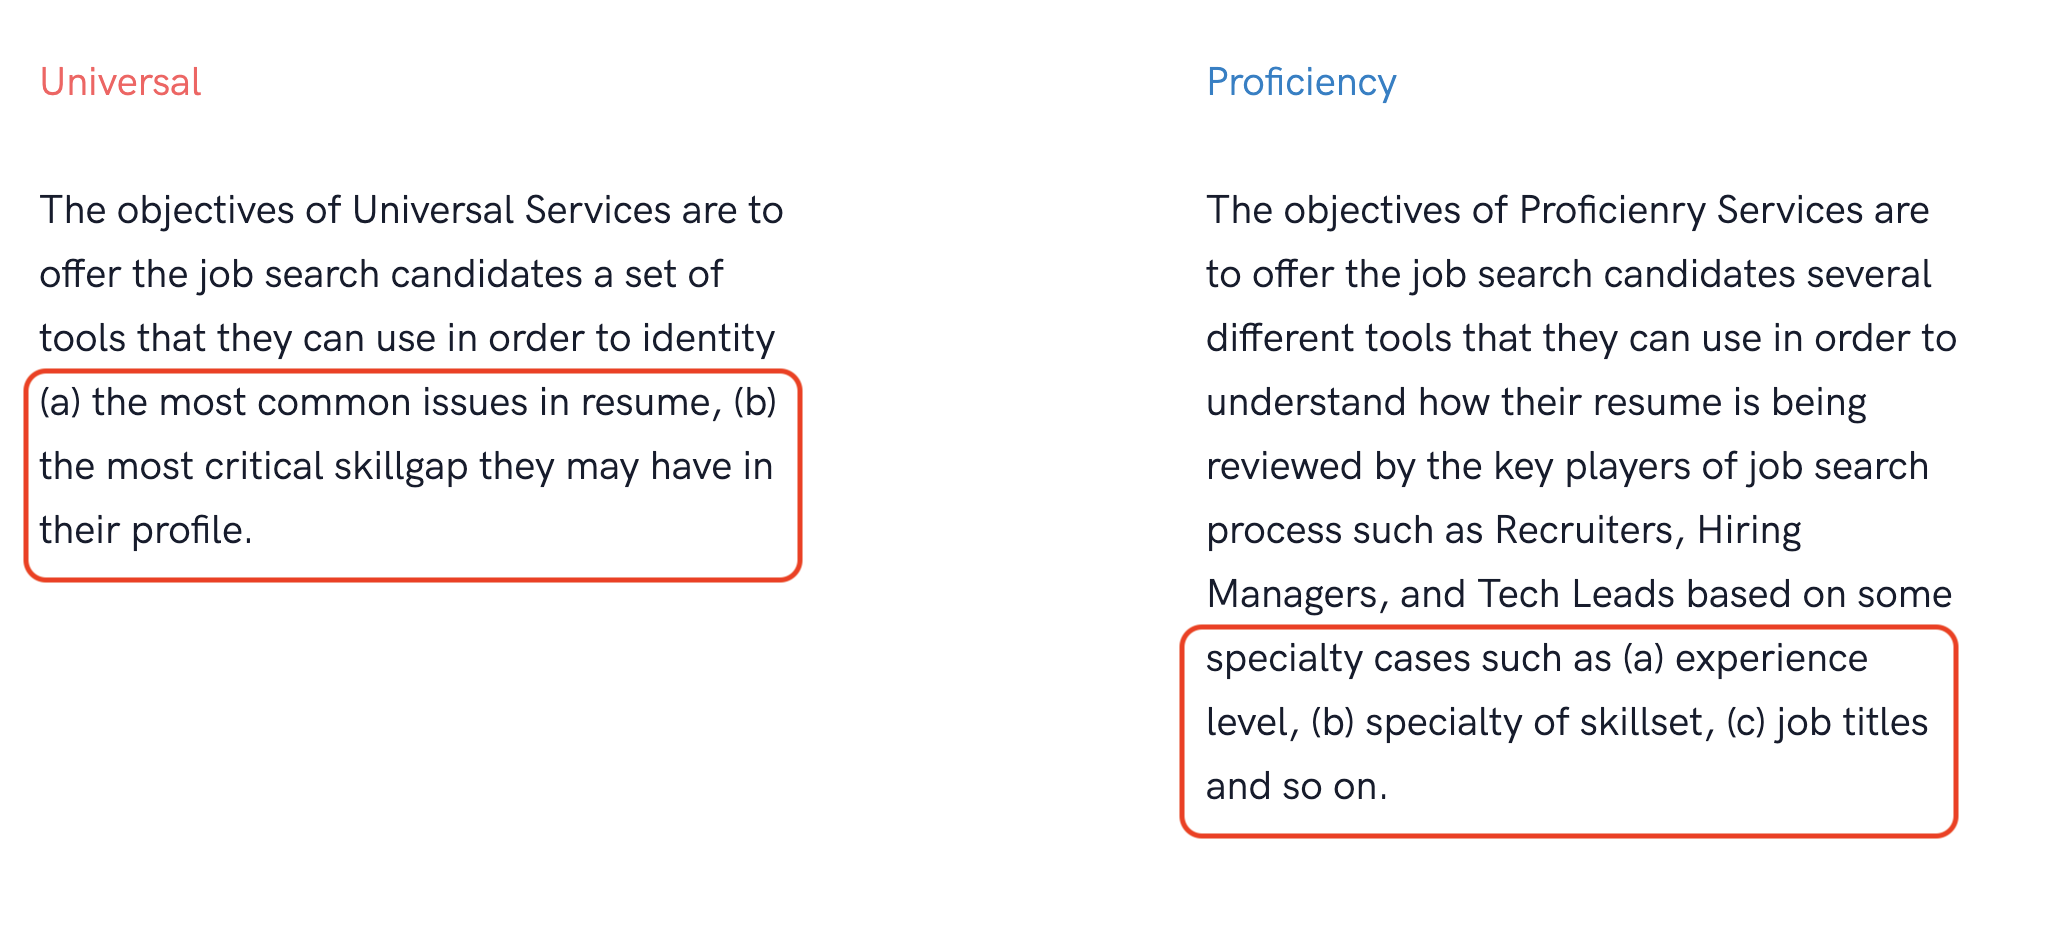 Universal
The objectives of Universal Services are to
offer the job search candidates a set of
tools that they can use in order to identity
(a) the most common issues in resume, (b)
the most critical skillgap they may have in
their profile.
Proficiency
The objectives of Proficienry Services are
to offer the job search candidates several
different tools that they can use in order to
understand how their resume is being
reviewed by the key players of job search
process such as Recruiters, Hiring
Managers, and Tech Leads based on some
specialty cases such as (a) experience
level, (b) specialty of skillset, (c) job titles
and so on.